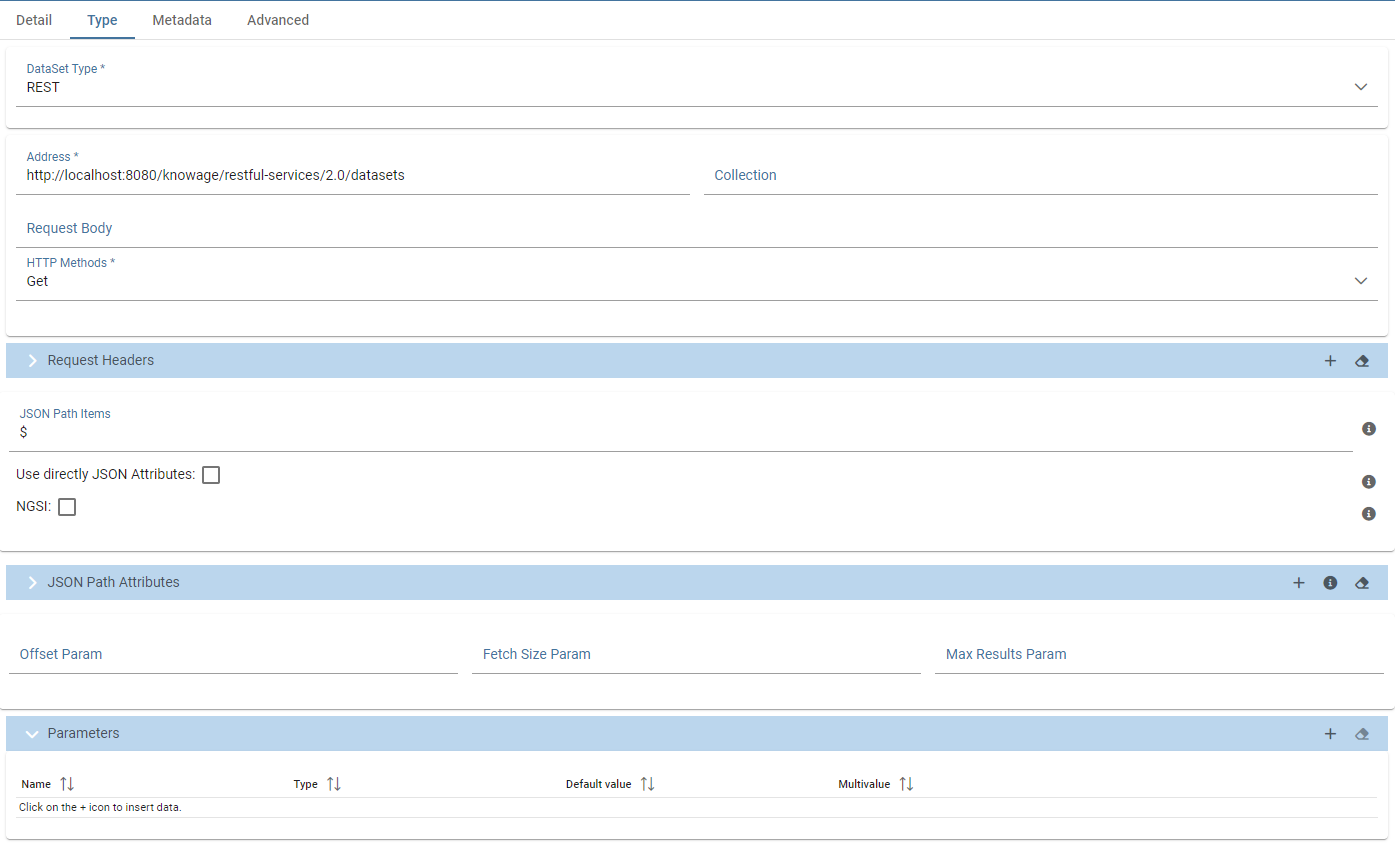 Detail Type Metadata Advanced
DataSet Type *
REST
Address *
http://localhost:8080/knowage/restful-services/2.0/datasets
Collection
Request Body
HTTP Methods *
Get
Request Headers
JSON Path Items
$
Use directly JSON Attributes:
NGSI:
JSON Path Attributes
Offset Param Fetch Size Param Max Results Param
Parameters
Name Type Default value Multivalue
Click on the + icon to insert data.